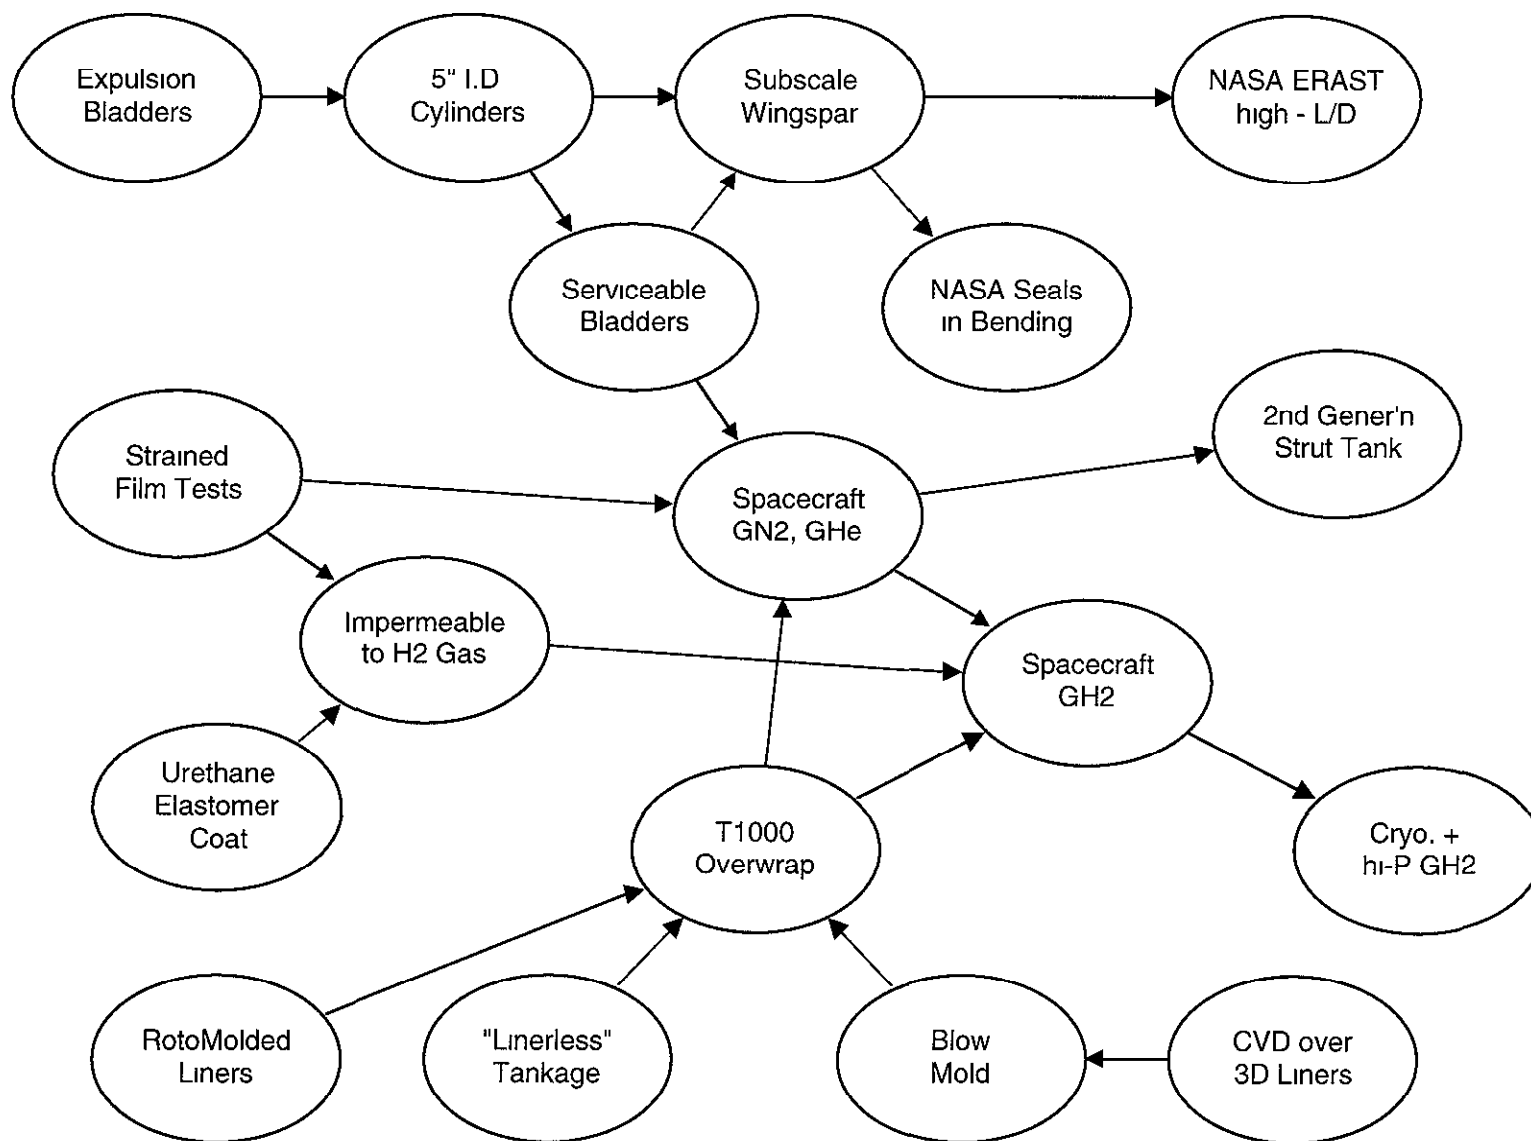 Expulsion
Bladders
5" I.D
Cylinders
Subscale
Wingspar
NASA ERAST
high - L/D
Serviceable
Bladders
NASA Seals
in Bending
Strained
Film Tests
Spacecraft
GN2, GHe
2nd Gener'n
Strut Tank
Impermeable
to H2 Gas
Spacecraft
GH2
Urethane
Elastomer
Coat
T1000
Overwrap
Cryo. +
hi-P GH2
RotoMolded
Liners
"Linerless"
Tankage
Blow
Mold
CVD over
3D Liners